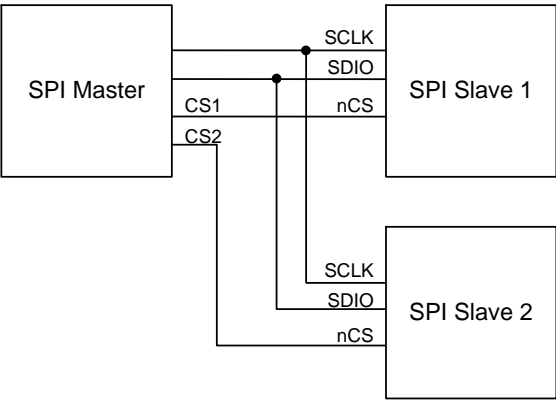 SCLK
SDIO
SPI Master
SPI Slave 1
CS1
nCS
CS2
SCLK
SDIO
SPI Slave 2
nCS